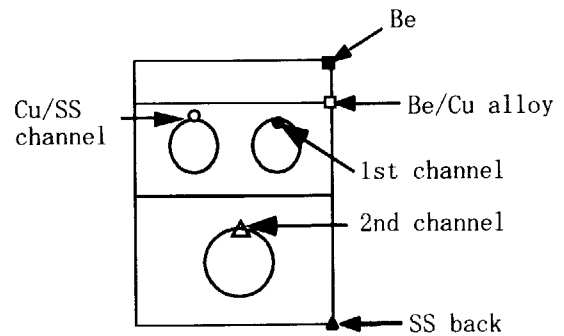 Be
Cu/SS
channel
Be/Cu alloy
1st channel
2nd channel
SS back